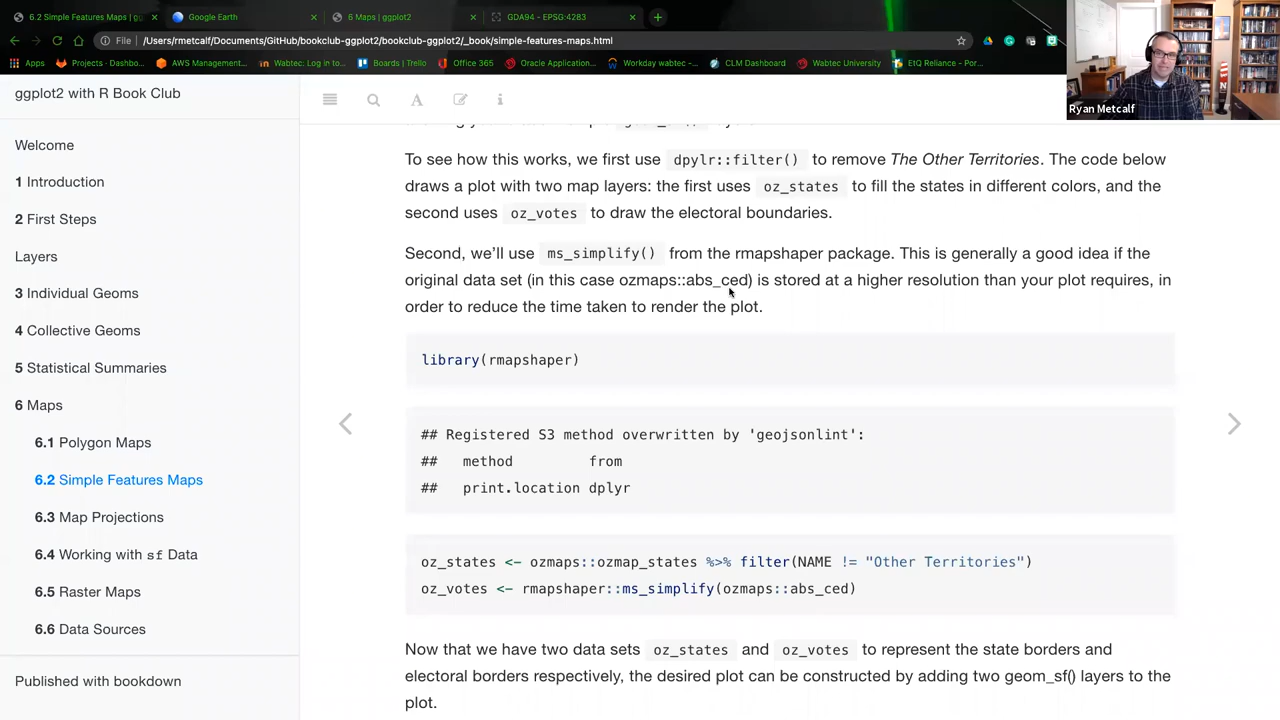 6.2 Simple Features Maps | gg
Google Earth
6 Maps | ggplot2
GDA94 - EPSG:4283
File
/Users/rmetcalf/Documents/GitHub/bookclub-ggplot2/bookclub-ggplot2/_book/simple-features-maps.html
Apps
Projects · Dashbo...
AWS Management...
Wabtec: Log in to...
Boards | Trello
Office 365
Oracle Application...
Workday wabtec -...
CLM Dashboard
Wabtec University
EtQ Reliance - Por...
Ryan Metcalf
ggplot2 with R Book Club
Welcome
1 Introduction
2 First Steps
Layers
3 Individual Geoms
4 Collective Geoms
5 Statistical Summaries
6 Maps
6.1 Polygon Maps
6.2 Simple Features Maps
6.3 Map Projections
6.4 Working with sf Data
6.5 Raster Maps
6.6 Data Sources
Published with bookdown
To see how this works, we first use dpylr::filter() to remove The Other Territories. The code below
draws a plot with two map layers: the first uses oz_states to fill the states in different colors, and the
second uses oz_votes to draw the electoral boundaries.
Second, we'll use ms_simplify() from the rmapshaper package. This is generally a good idea if the
original data set (in this case ozmaps::abs_ced) is stored at a higher resolution than your plot requires, in
order to reduce the time taken to render the plot.
library(rmapshaper)
## Registered S3 method overwritten by 'geojsonlint':
## method from
## print.location dplyr
oz_states <- ozmaps::ozmap_states %>% filter(NAME != "Other Territories")
oz_votes <- rmapshaper::ms_simplify(ozmaps::abs_ced)
Now that we have two data sets oz_states and oz_votes to represent the state borders and
electoral borders respectively, the desired plot can be constructed by adding two geom_sf() layers to the
plot.